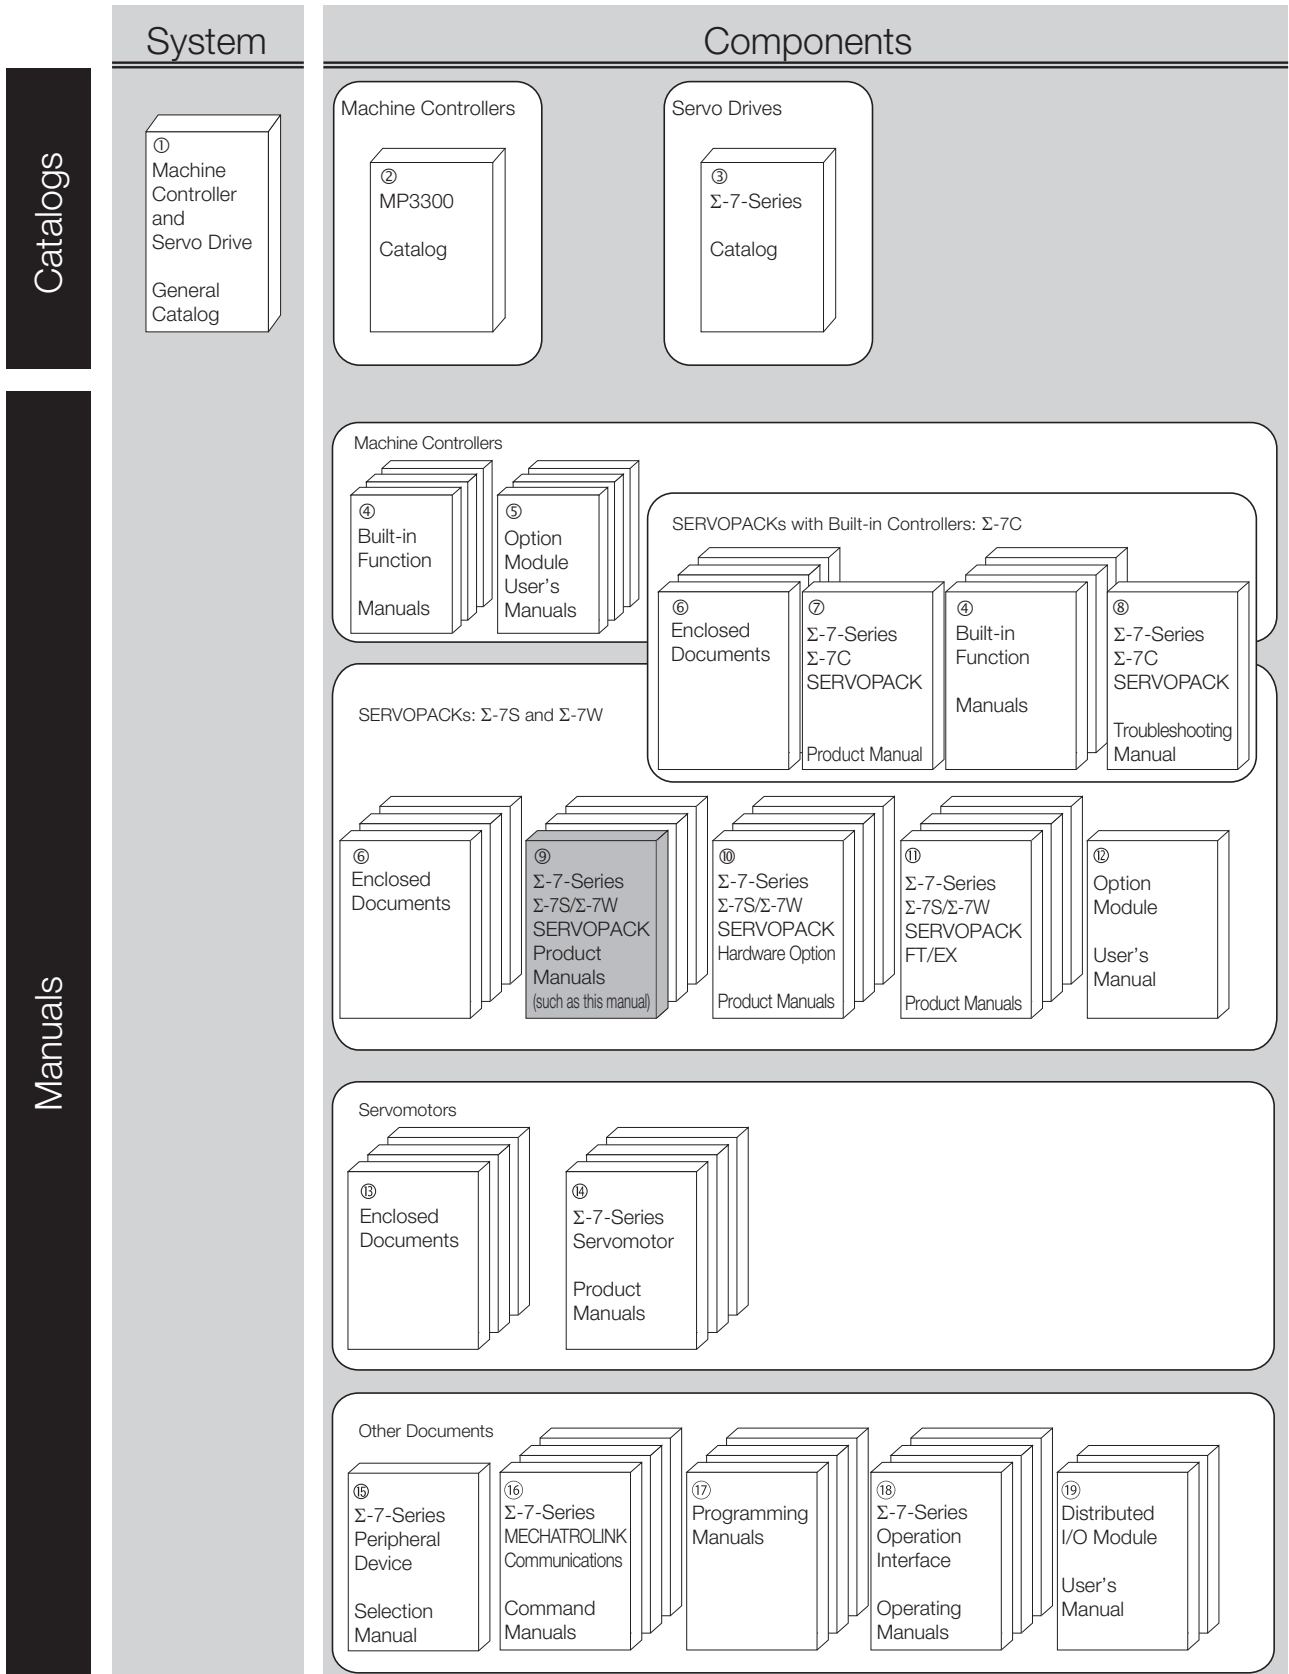 System
Components
Catalogs
①
Machine
Controller
and
Servo Drive
General
Catalog
Machine Controllers
②
MP3300
Catalog
Servo Drives
③
Σ-7-Series
Catalog
Manuals
Machine Controllers
④
Built-in
Function
Manuals
⑤
Option
Module
User's
Manuals
SERVOPACKs with Built-in Controllers: Σ-7C
⑥
Enclosed
Documents
⑦
Σ-7-Series
Σ-7C
SERVOPACK
Product Manual
④
Built-in
Function
Manuals
⑧
Σ-7-Series
Σ-7C
SERVOPACK
Troubleshooting
Manual
SERVOPACKs: Σ-7S and Σ-7W
⑥
Enclosed
Documents
⑨
Σ-7-Series
Σ-7S/Σ-7W
SERVOPACK
Product
Manuals
(such as this manual)
⑩
Σ-7-Series
Σ-7S/Σ-7W
SERVOPACK
Hardware Option
Product Manuals
⑪
Σ-7-Series
Σ-7S/Σ-7W
SERVOPACK
FT/EX
Product Manuals
⑫
Option
Module
User's
Manual
Servomotors
⑬
Enclosed
Documents
⑭
Σ-7-Series
Servomotor
Product
Manuals
Other Documents
⑮
Σ-7-Series
Peripheral
Device
Selection
Manual
⑯
Σ-7-Series
MECHATROLINK
Communications
Command
Manuals
⑰
Programming
Manuals
⑱
Σ-7-Series
Operation
Interface
Operating
Manuals
⑲
Distributed
I/O Module
User's
Manual